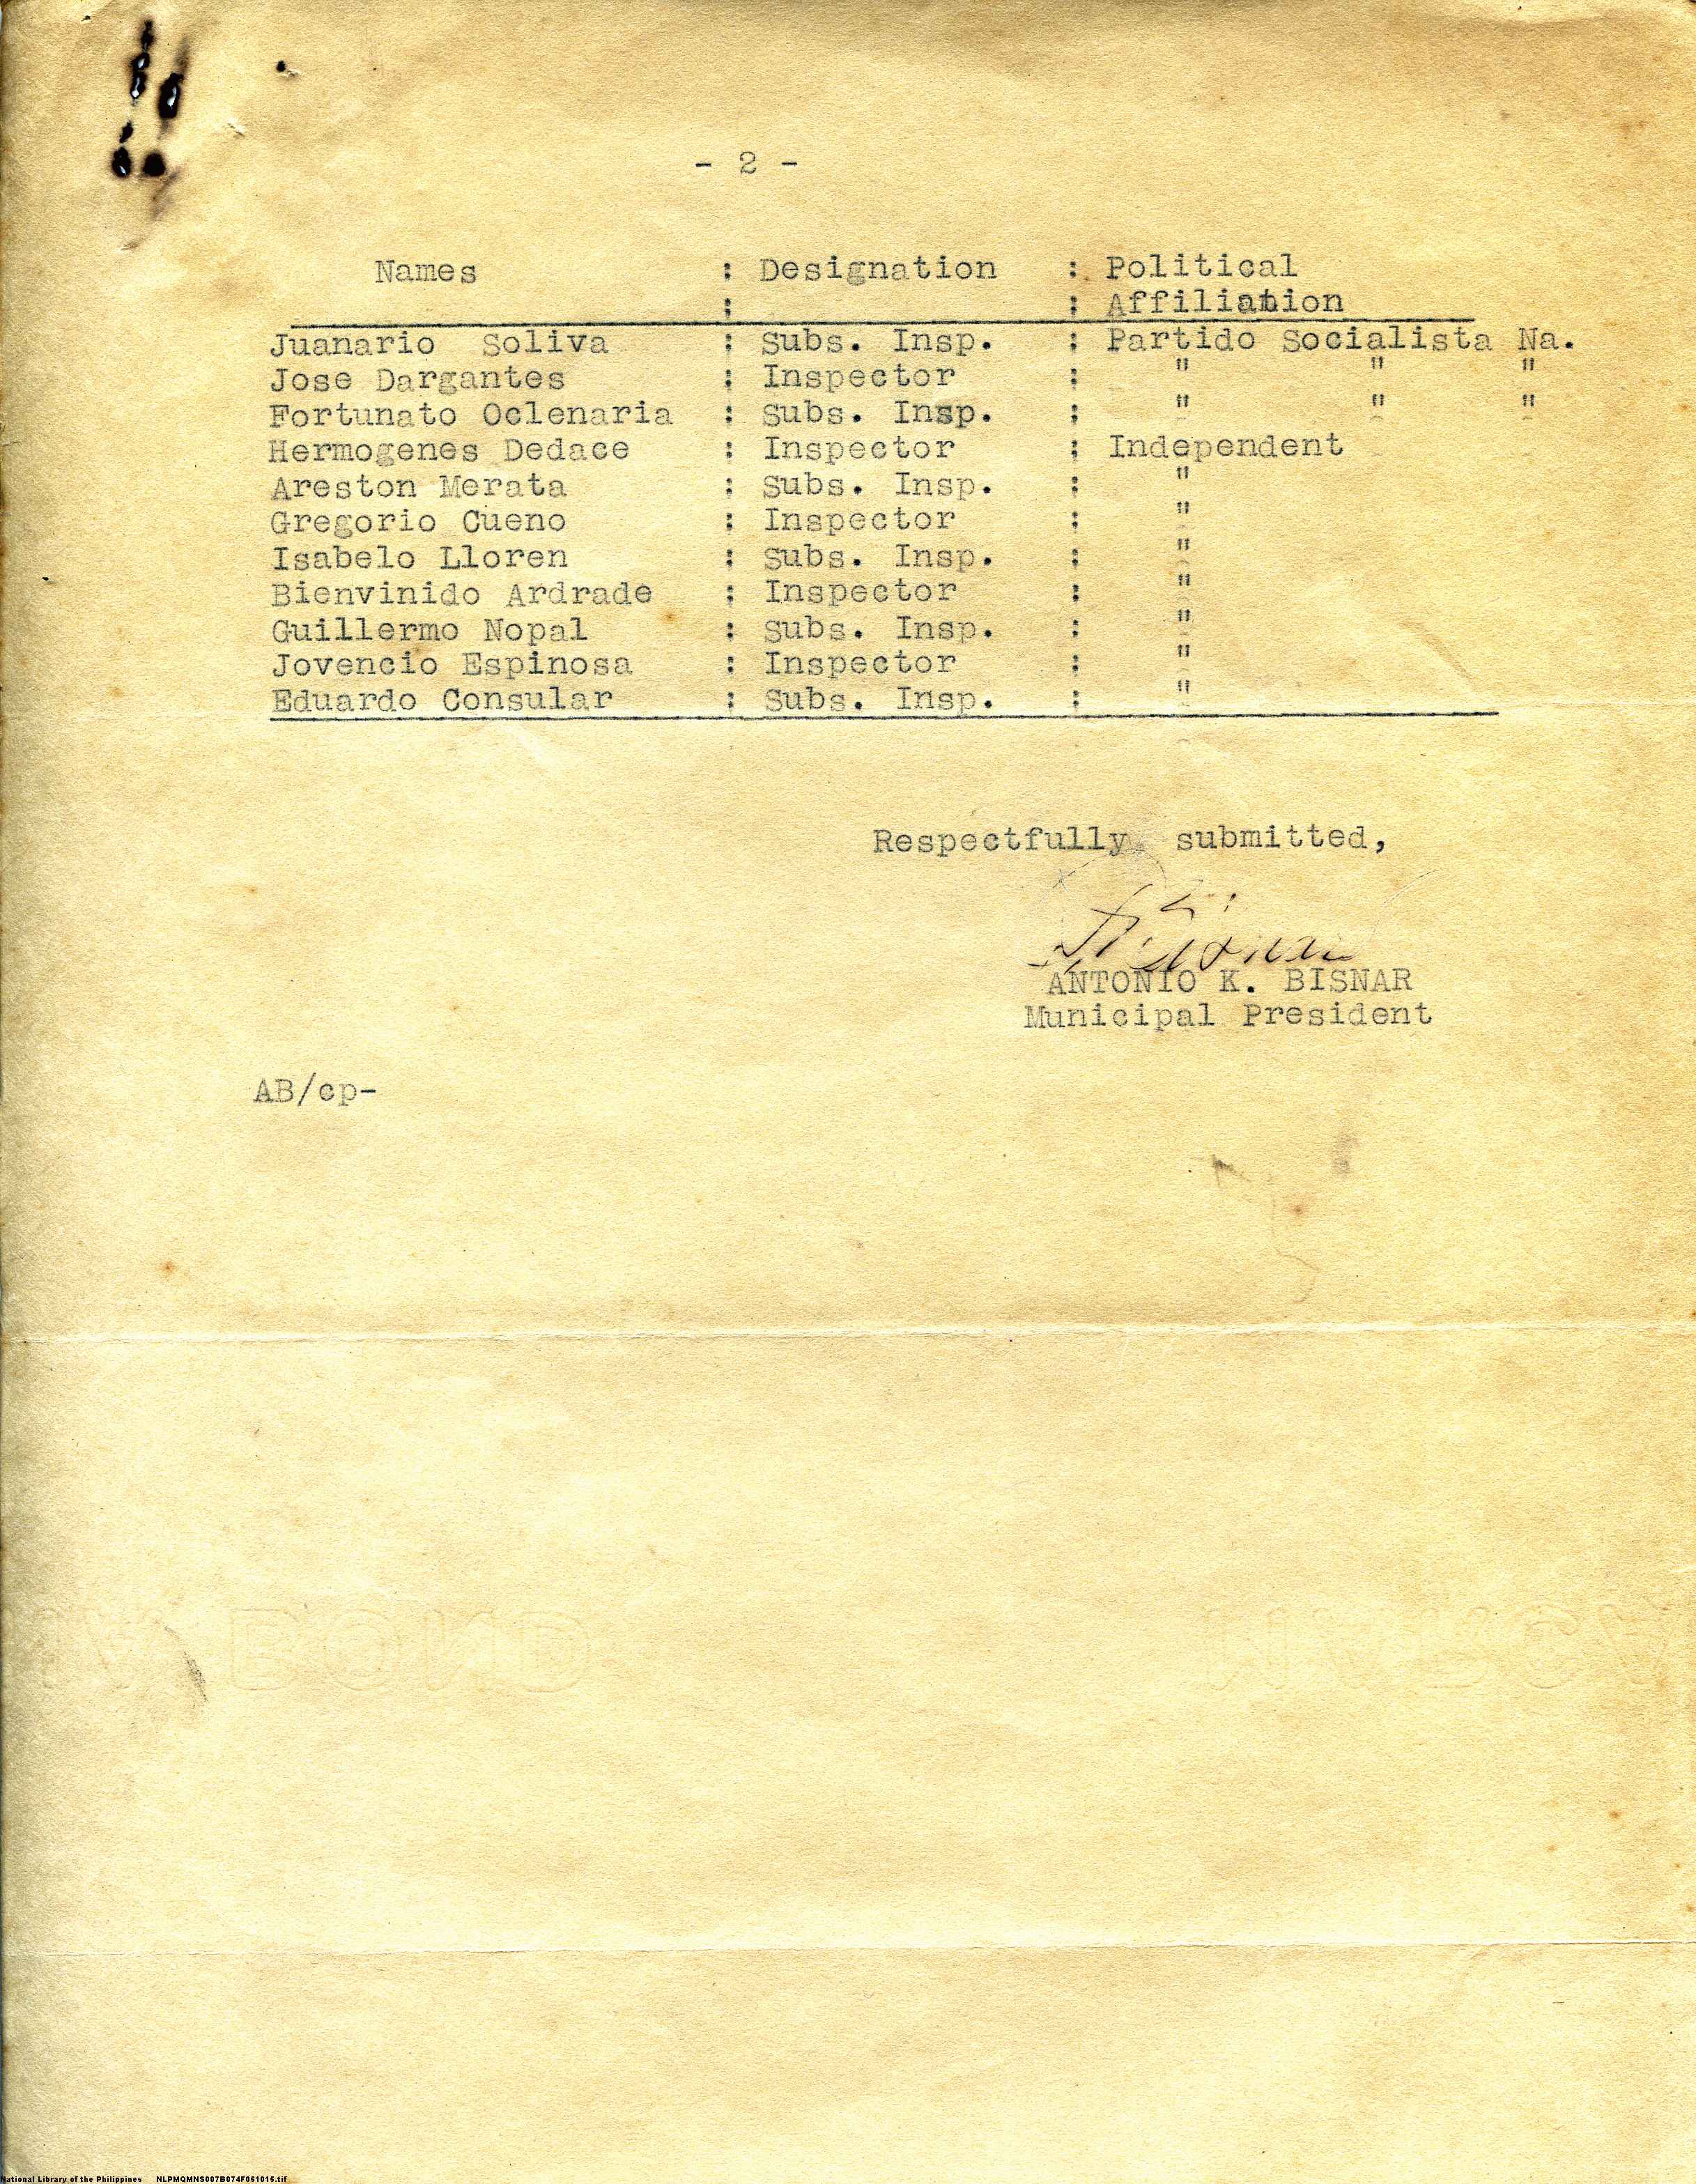 - 2 -
Names : Designation : Political
: : Affiliation
Juanario Soliva : Subs. Insp. : Partido Socialista Na.
Jose Dargantes : Inspector : " " "
Fortunato Oclenaria : Subs. Insp. : " " "
Hermogenes Dedace : Inspector : Independent
Areston Merata : Subs. Insp. : "
Gregorio Cueno : Inspector : "
Isabelo Lloren : Subs. Insp. : "
Bienvinido Ardrade : Inspector : "
Guillermo Nopal : Subs. Insp. : "
Jovencio Espinosa : Inspector : "
Eduardo Consular : Subs. Insp. : "
Respectfully submitted,
ANTONIO K. BISNAR
Municipal President
AB/cp-
BOND
National Library of the Philippines NLPMQMNS007B074F051015.tif